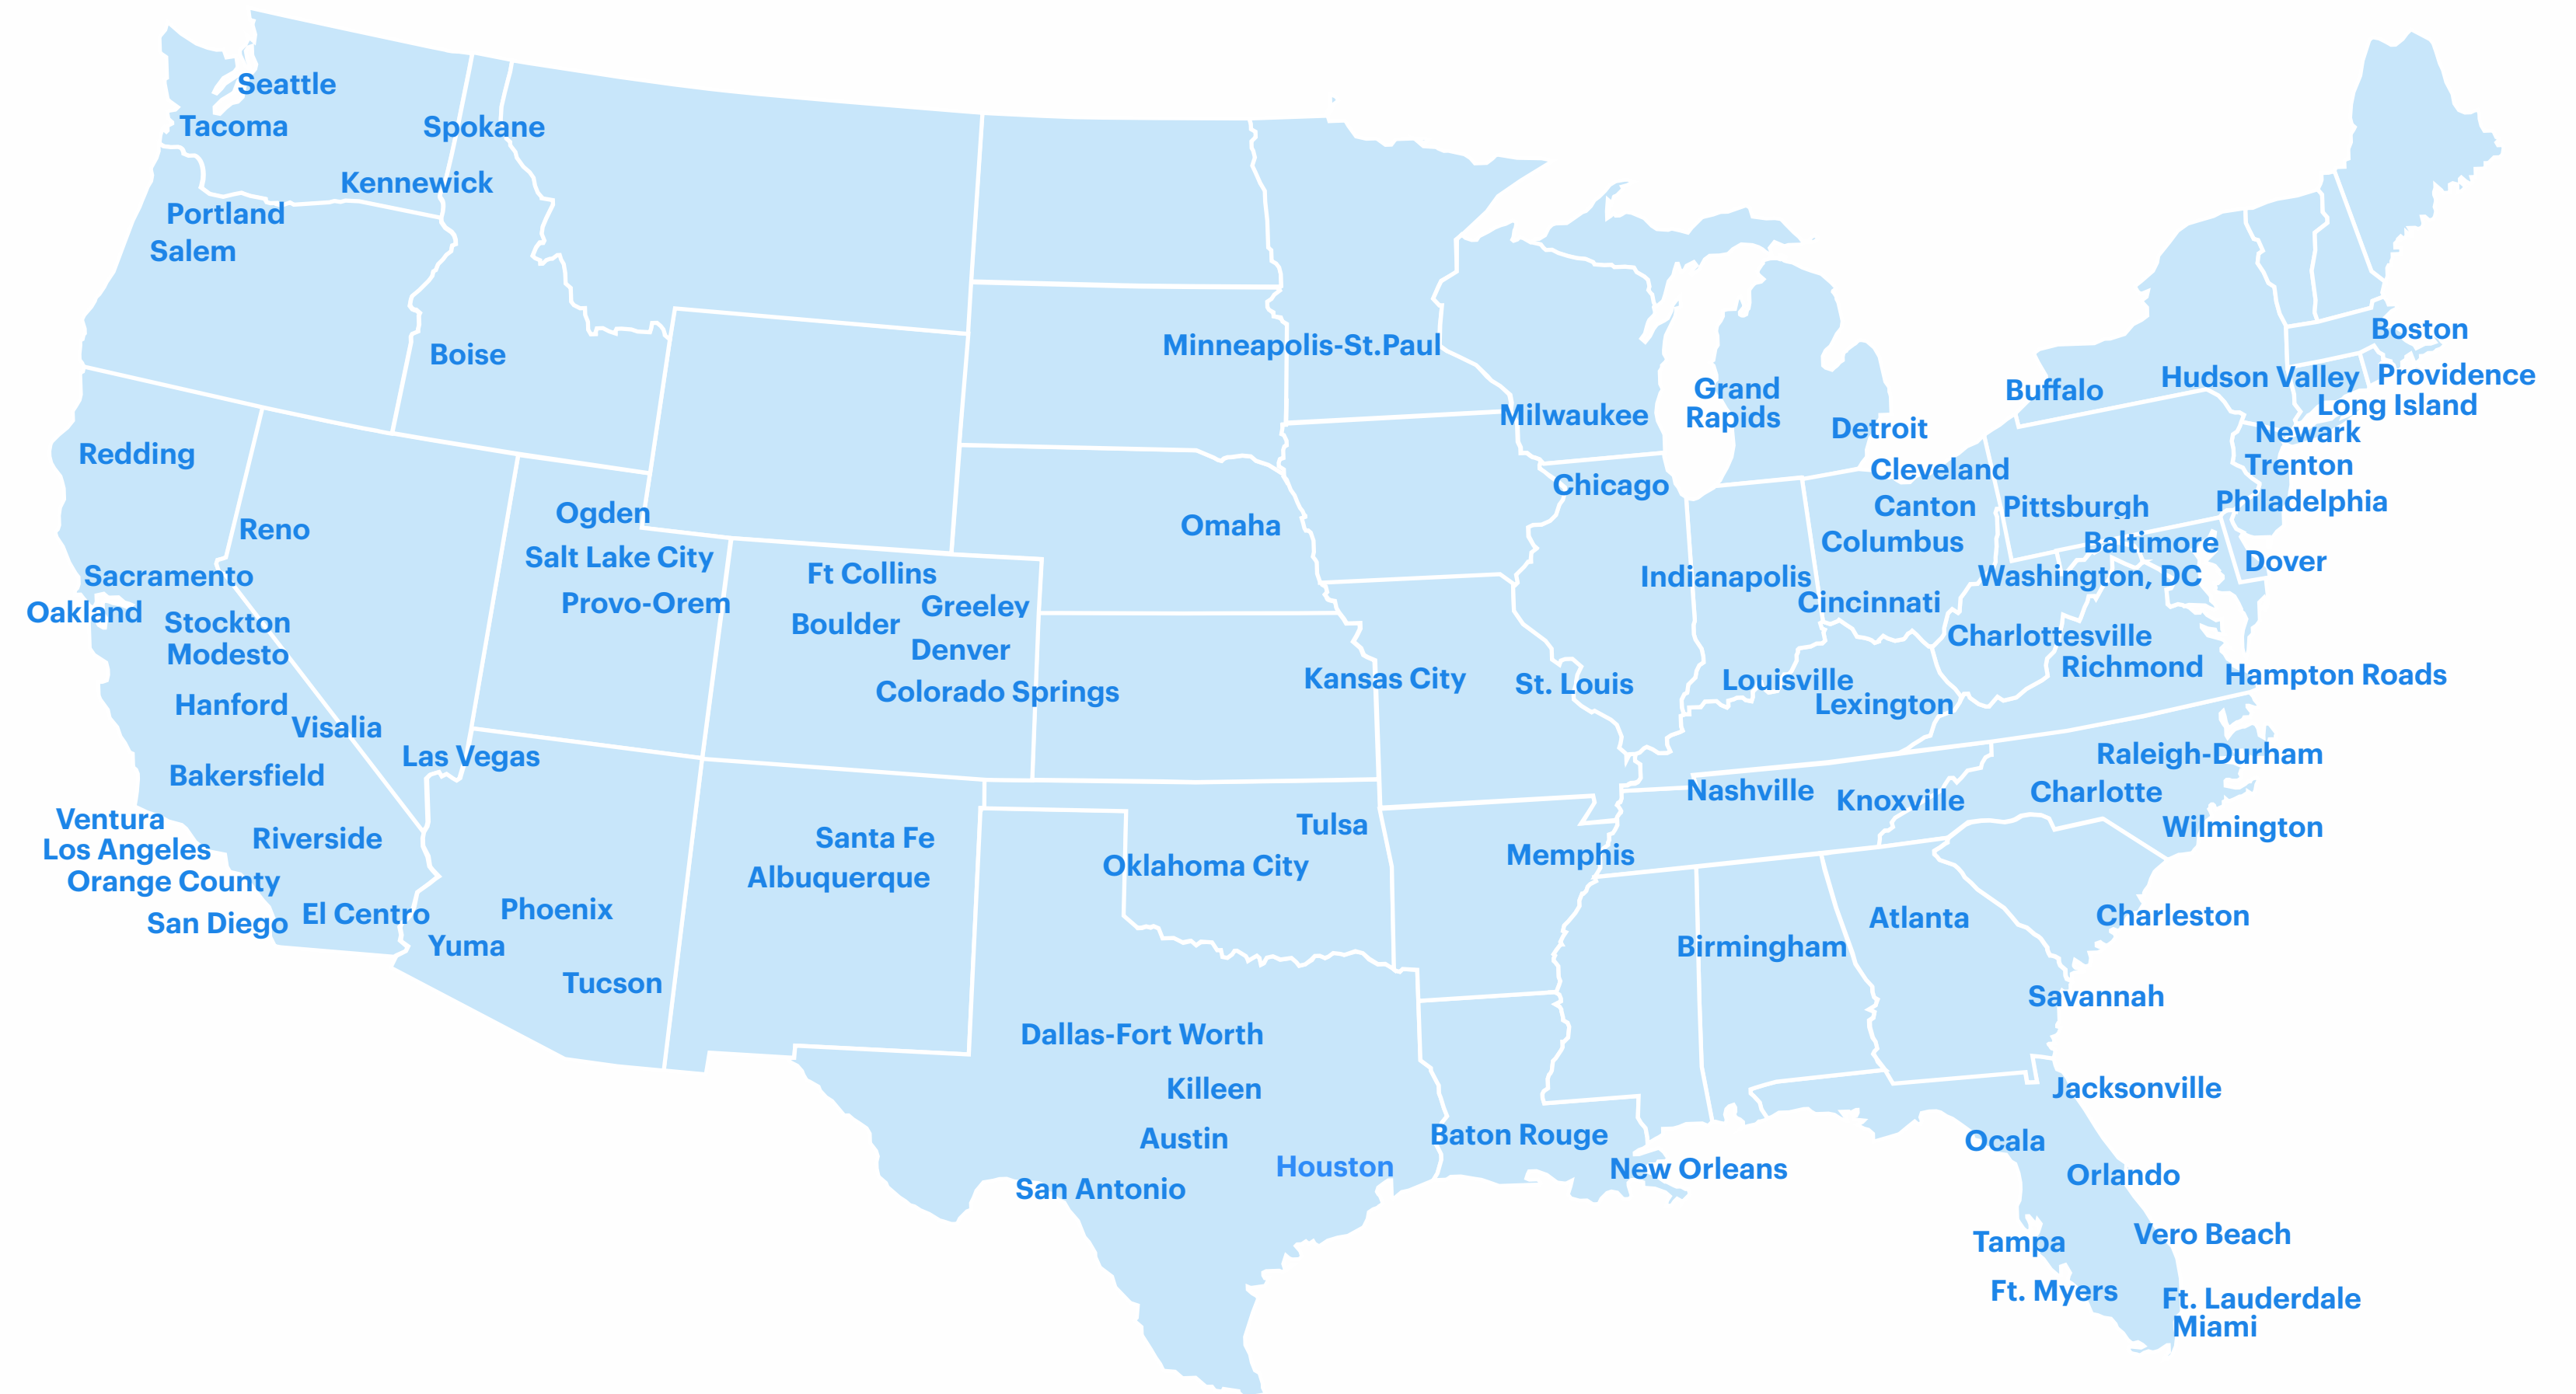 Seattle
Tacoma
Spokane
Kennewick
Portland
Salem
Boise
Minneapolis-St.Paul
Milwaukee
Grand
Rapids
Detroit
Buffalo
Hudson Valley
Boston
Providence
Long Island
Newark
Trenton
Philadelphia
Redding
Reno
Ogden
Salt Lake City
Provo-Orem
Ft Collins
Greeley
Boulder
Denver
Colorado Springs
Omaha
Chicago
Cleveland
Canton
Pittsburgh
Columbus
Baltimore
Dover
Washington, DC
Indianapolis
Cincinnati
Charlottesville
Richmond
Hampton Roads
Sacramento
Oakland
Stockton
Modesto
Hanford
Visalia
Las Vegas
Bakersfield
Kansas City
St. Louis
Louisville
Lexington
Raleigh-Durham
Nashville
Knoxville
Charlotte
Wilmington
Ventura
Los Angeles
Riverside
Orange County
San Diego
El Centro
Yuma
Phoenix
Tucson
Santa Fe
Albuquerque
Tulsa
Oklahoma City
Memphis
Birmingham
Atlanta
Charleston
Savannah
Dallas-Fort Worth
Killeen
Austin
Houston
San Antonio
Baton Rouge
New Orleans
Jacksonville
Ocala
Orlando
Vero Beach
Tampa
Ft. Myers
Ft. Lauderdale
Miami